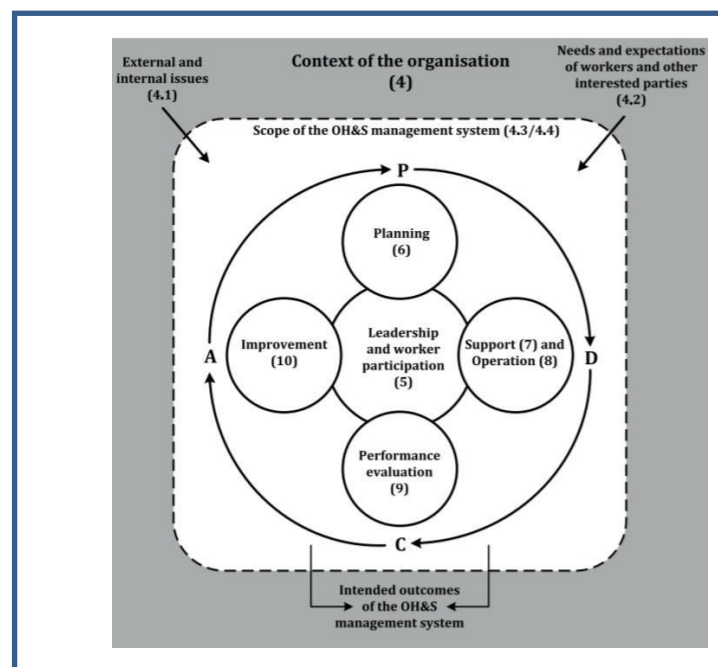 External and
internal issues
(4.1)
Context of the organisation
(4)
Needs and expectations
of workers and other
interested parties
(4.2)
Scope of the OH&S management system (4.3/4.4)
P
Planning
(6)
A
Improvement
(10)
Leadership
and worker
participation
(5)
Support (7) and
Operation (8)
D
Performance
evaluation
(9)
C
Intended outcomes
of the OH&S
management system